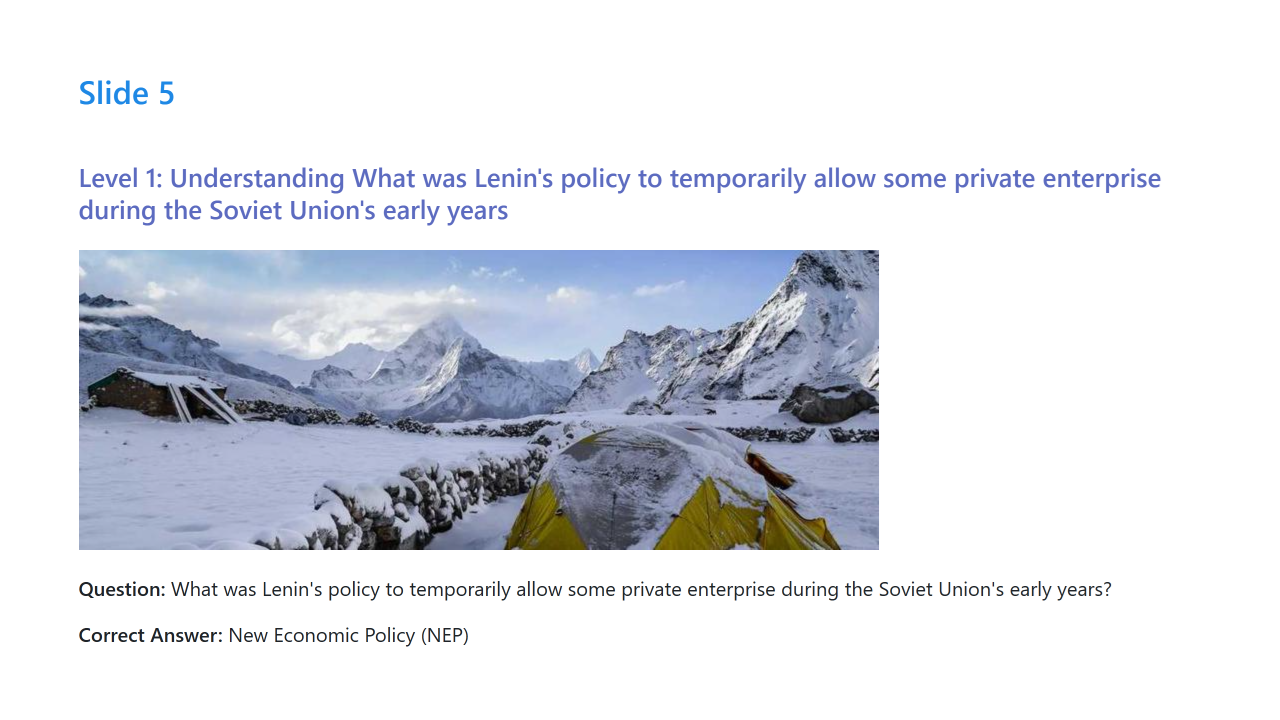 Slide 5
Level 1: Understanding What was Lenin's policy to temporarily allow some private enterprise
during the Soviet Union's early years
Question: What was Lenin's policy to temporarily allow some private enterprise during the Soviet Union's early years?
Correct Answer: New Economic Policy (NEP)